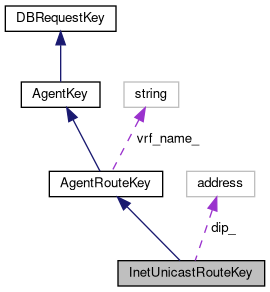 DBRequestKey
AgentKey
string
vrf_name_
AgentRouteKey
address
dip_
InetUnicastRouteKey